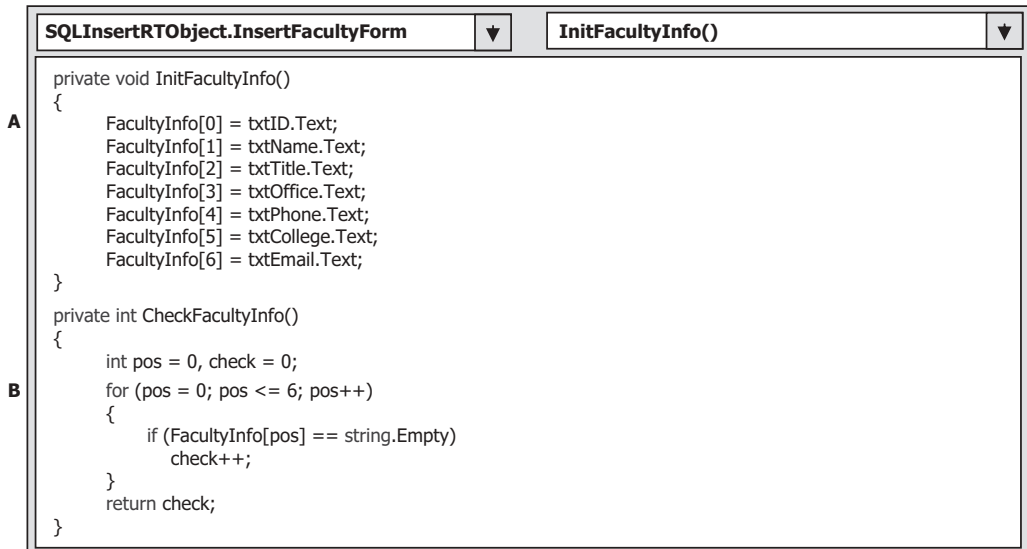 SQLInsertRTObject.InsertFacultyForm InitFacultyInfo()
private void InitFacultyInfo()
{
A FacultyInfo[0] = txtID.Text;
FacultyInfo[1] = txtName.Text;
FacultyInfo[2] = txtTitle.Text;
FacultyInfo[3] = txtOffice.Text;
FacultyInfo[4] = txtPhone.Text;
FacultyInfo[5] = txtCollege.Text;
FacultyInfo[6] = txtEmail.Text;
}
private int CheckFacultyInfo()
{
int pos = 0, check = 0;
B for (pos = 0; pos <= 6; pos++)
{
if (FacultyInfo[pos] == string.Empty)
check++;
}
return check;
}